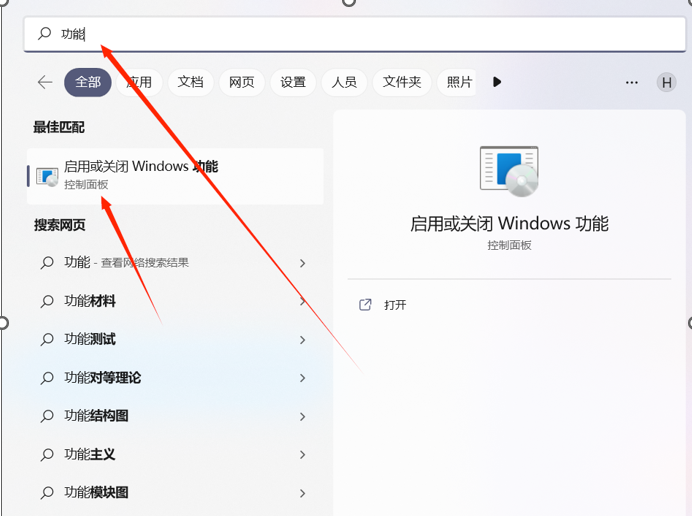 功能
全部 应用 文档 网页 设置 人员 文件夹 照片 ... H
最佳匹配
启用或关闭 Windows 功能
控制面板
搜索网页
功能 - 查看网络搜索结果
功能材料
功能测试
功能对等理论
功能结构图
功能主义
功能模块图
启用或关闭 Windows 功能
控制面板
打开